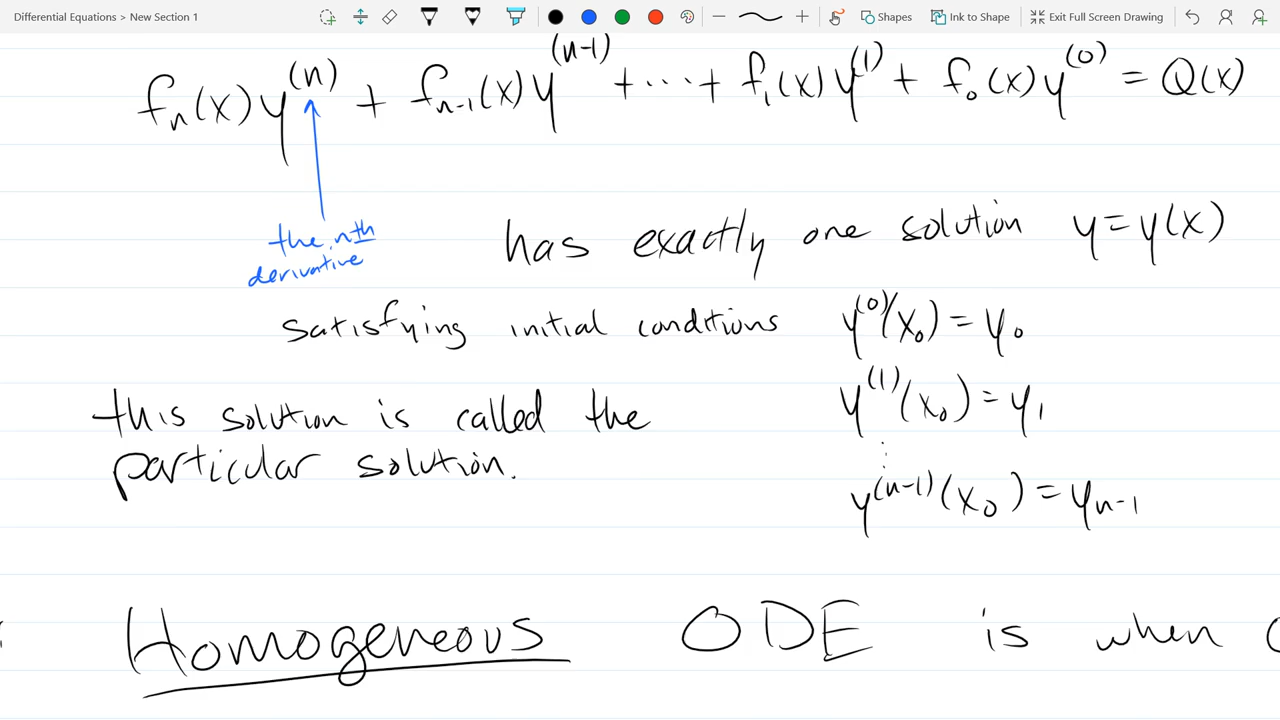 Differential Equations > New Section 1
Shapes
Ink to Shape
Exit Full Screen Drawing
fₙ(x)y⁽ⁿ⁾ + fₙ₋₁(x)y⁽ⁿ⁻¹⁾ + ⋯ + f₁(x)y⁽¹⁾ + f₀(x)y⁽⁰⁾ = Q(x)
the nth
derivative
has exactly one solution y=y(x)
satisfying initial conditions y⁽⁰⁾(x₀) = y₀
y⁽¹⁾(x₀) = y₁
this solution is called the
particular solution.
⋮
y⁽ⁿ⁻¹⁾(x₀) = yₙ₋₁
Homogeneous ODE is when